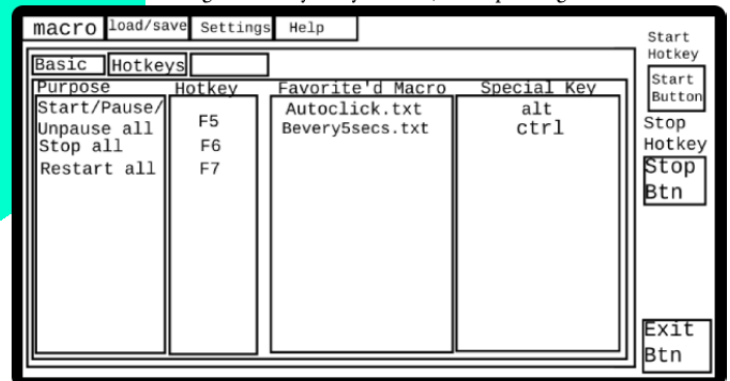 macro load/save Settings Help
Basic Hotkeys
Purpose Hotkey Favorite'd Macro Special Key
Start/Pause/
Unpause all F5 Autoclick.txt alt
Stop all F6 Bevery5secs.txt ctrl
Restart all F7
Start
Hotkey
Start
Button
Stop
Hotkey
Stop
Btn
Exit
Btn